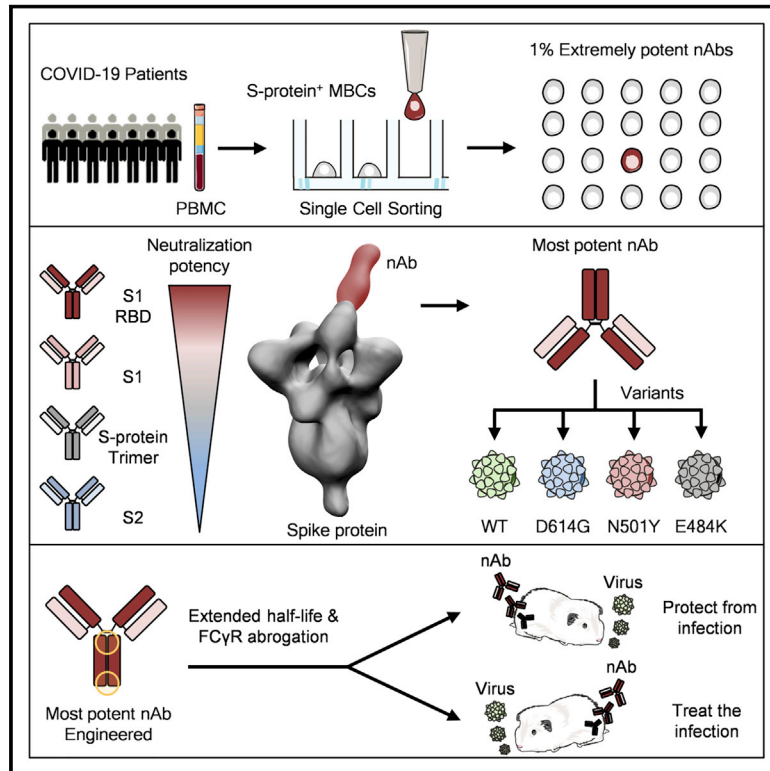 COVID-19 Patients
PBMC
S-protein⁺ MBCs
Single Cell Sorting
1% Extremely potent nAbs
Neutralization
potency
S1
RBD
S1
S-protein
Trimer
S2
nAb
Spike protein
Most potent nAb
Variants
WT
D614G
N501Y
E484K
Most potent nAb
Engineered
Extended half-life &
FCγR abrogation
nAb
Virus
Protect from
infection
Virus
nAb
Treat the
infection